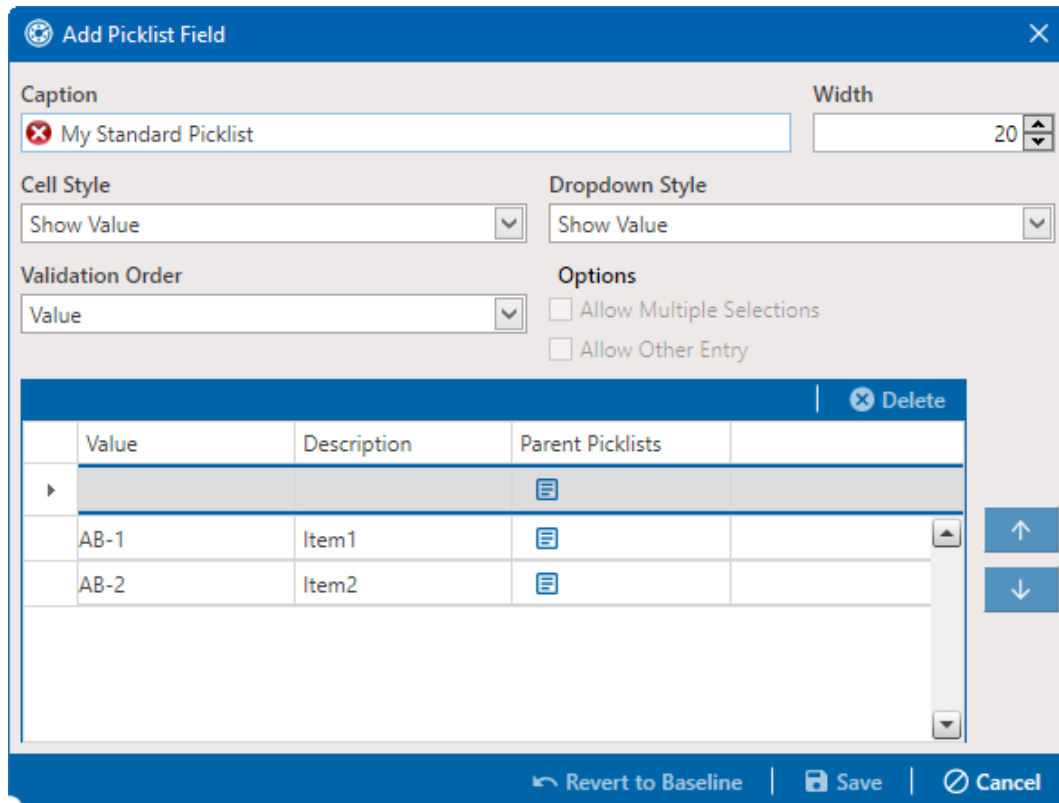 Add Picklist Field
Caption Width
My Standard Picklist 20
Cell Style Dropdown Style
Show Value Show Value
Validation Order Options
Value Allow Multiple Selections
Allow Other Entry
Delete
Value Description Parent Picklists
AB-1 Item1
AB-2 Item2
Revert to Baseline Save Cancel